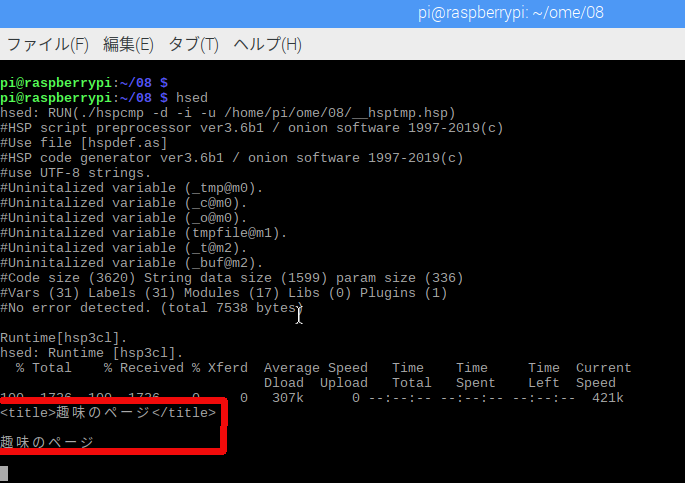 pi@raspberrypi: ~/ome/08
ファイル(F) 編集(E) タブ(T) ヘルプ(H)
pi@raspberrypi:~/08 $
pi@raspberrypi:~/08 $ hsed
hsed: RUN(./hspcmp -d -i -u /home/pi/ome/08/__hsptmp.hsp)
#HSP script preprocessor ver3.6b1 / onion software 1997-2019(c)
#Use file [hspdef.as]
#HSP code generator ver3.6b1 / onion software 1997-2019(c)
#use UTF-8 strings.
#Uninitalized variable (_tmp@m0).
#Uninitalized variable (_c@m0).
#Uninitalized variable (_o@m0).
#Uninitalized variable (tmpfile@m1).
#Uninitalized variable (_t@m2).
#Uninitalized variable (_buf@m2).
#Code size (3620) String data size (1599) param size (336)
#Vars (31) Labels (31) Modules (17) Libs (0) Plugins (1)
#No error detected. (total 7538 bytes)
Runtime[hsp3cl].
hsed: Runtime [hsp3cl].
% Total % Received % Xferd Average Speed Time Time Time Current
Dload Upload Total Spent Left Speed
100 1736 100 1736 0 0 307k 0 --:--:-- --:--:-- --:--:-- 421k
<title>趣味のページ</title>
趣味のページ